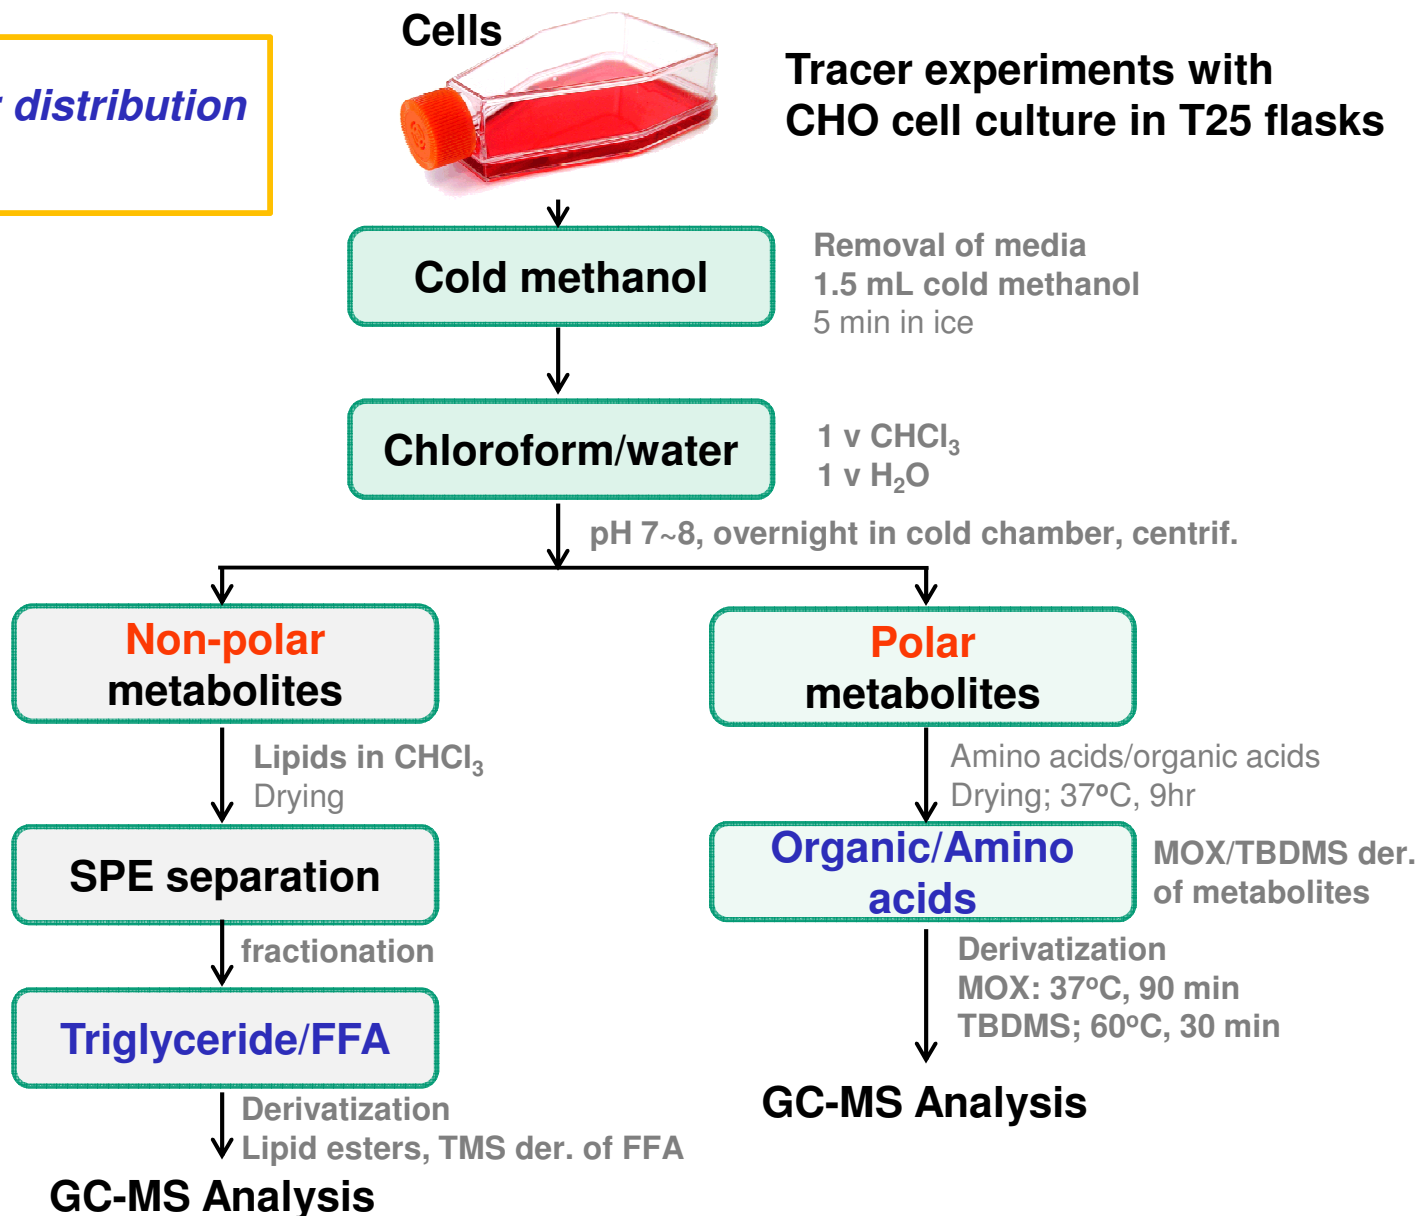 r distribution
Cells
Tracer experiments with
CHO cell culture in T25 flasks
Cold methanol
Removal of media
1.5 mL cold methanol
5 min in ice
Chloroform/water
1 v CHCl₃
1 v H₂O
pH 7~8, overnight in cold chamber, centrif.
Non-polar
metabolites
Polar
metabolites
Lipids in CHCl₃
Drying
Amino acids/organic acids
Drying; 37ºC, 9hr
SPE separation
Organic/Amino
acids
MOX/TBDMS der.
of metabolites
fractionation
Derivatization
MOX: 37ºC, 90 min
TBDMS; 60ºC, 30 min
Triglyceride/FFA
GC-MS Analysis
Derivatization
Lipid esters, TMS der. of FFA
GC-MS Analysis